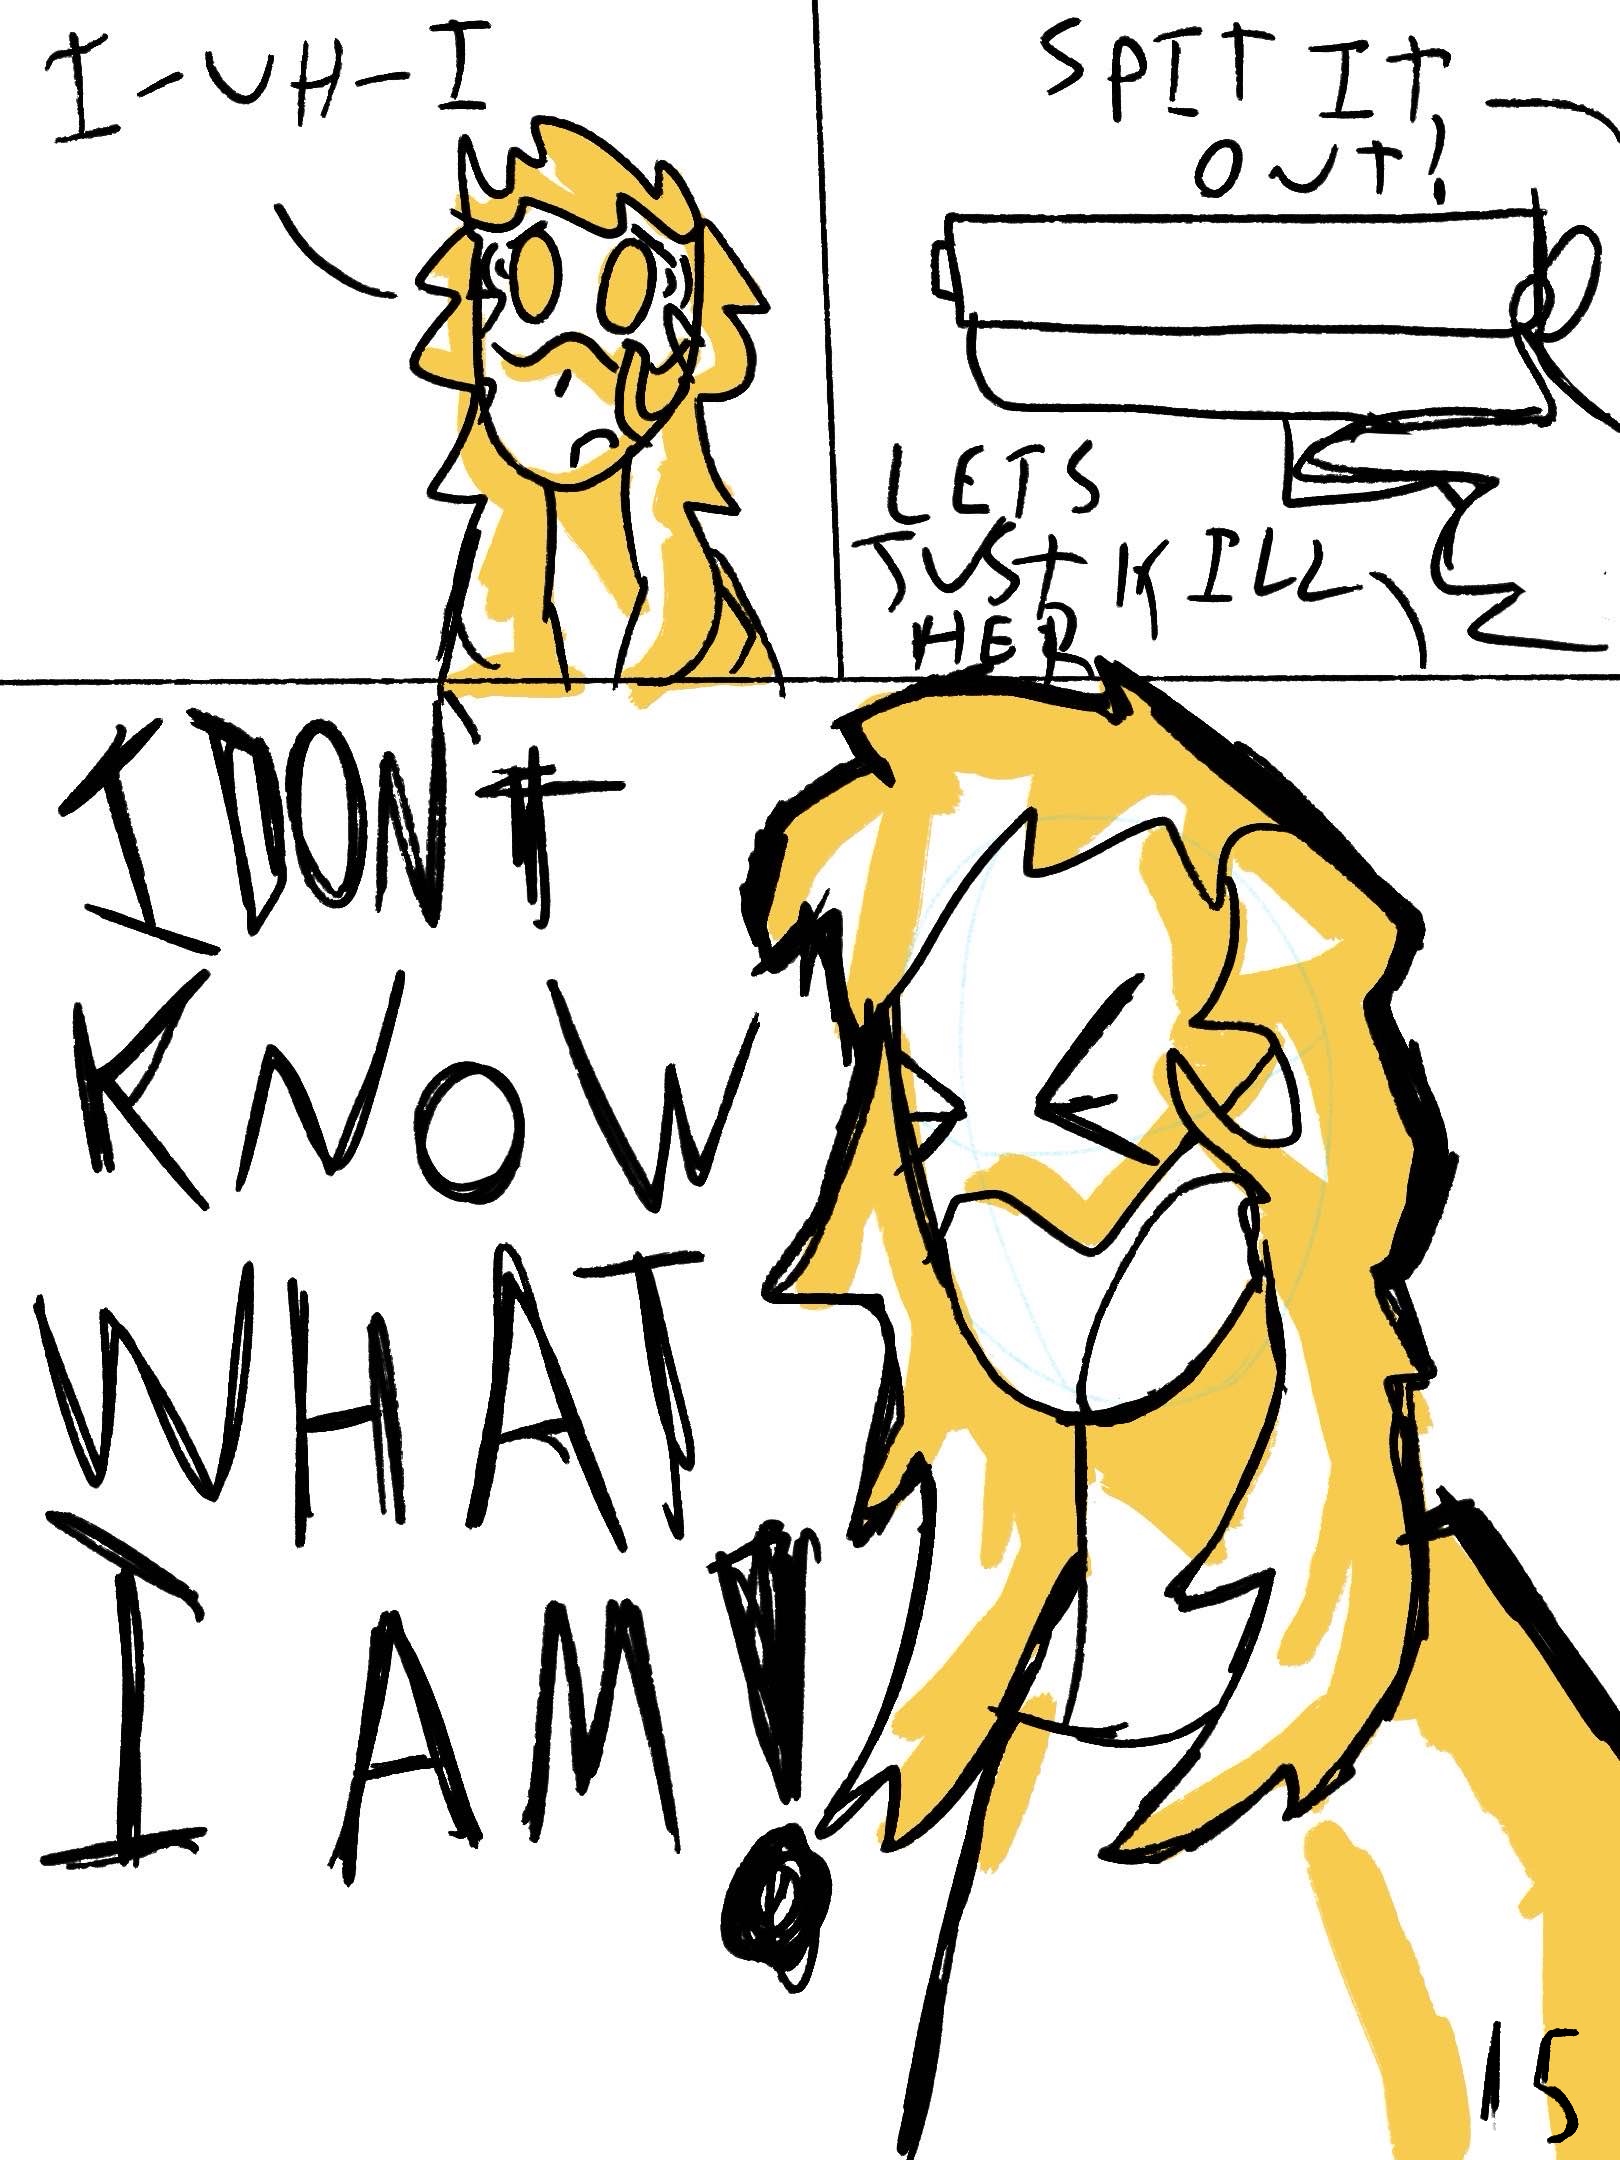 I-UH-I
SPIT IT
OUT!
LETS
JUST KILL
HER
I DON'T
KNOW
WHAT
I AM!
15